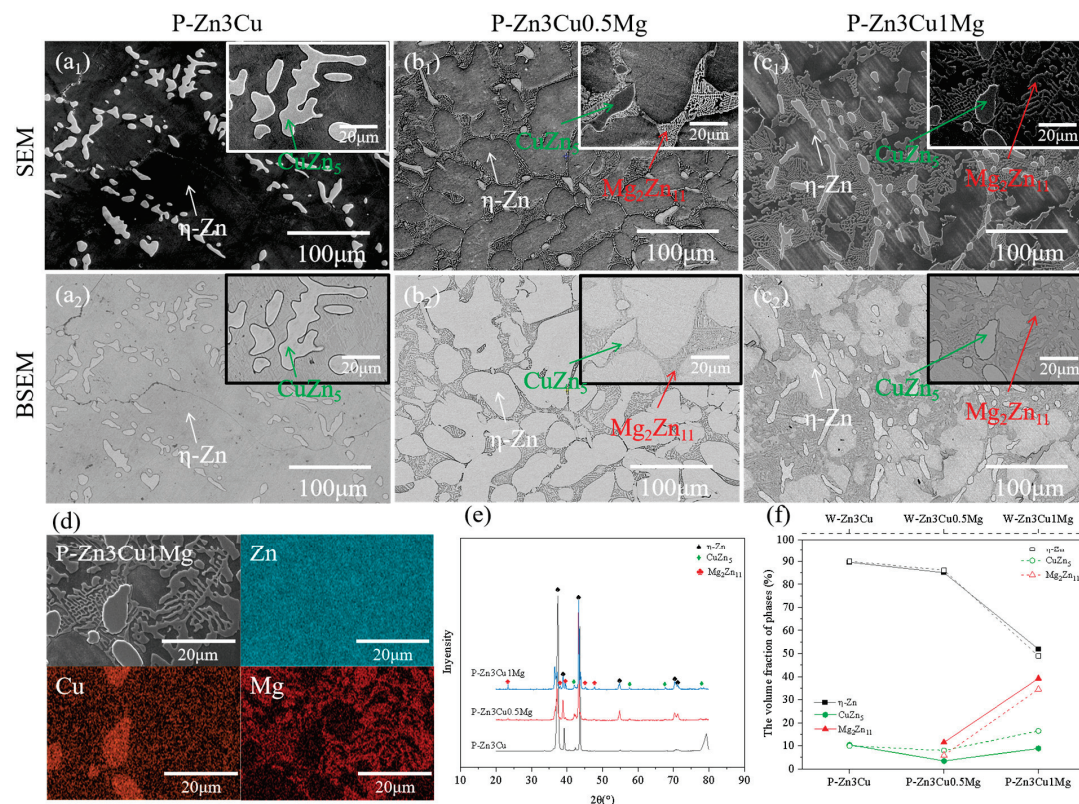 P-Zn3Cu
P-Zn3Cu0.5Mg
P-Zn3Cu1Mg
SEM
(a1)
CuZn5
20μm
η-Zn
100μm
(b1)
CuZn5
20μm
η-Zn
Mg2Zn11
100μm
(c1)
CuZn5
20μm
η-Zn
Mg2Zn11
100μm
BSEM
(a2)
CuZn5
20μm
η-Zn
100μm
(b2)
CuZn5
20μm
η-Zn
Mg2Zn11
100μm
(c2)
CuZn5
20μm
η-Zn
Mg2Zn11
100μm
(d)
P-Zn3Cu1Mg
20μm
Zn
20μm
Cu
20μm
Mg
20μm
(e)
η-Zn
CuZn5
Mg2Zn11
Inyensity
P-Zn3Cu1Mg
P-Zn3Cu0.5Mg
P-Zn3Cu
10 20 30 40 50 60 70 80 90
2θ(°)
(f)
W-Zn3Cu W-Zn3Cu0.5Mg W-Zn3Cu1Mg
The volume fraction of phases (%)
100
90
80
70
60
50
40
30
20
10
0
η-Zn
CuZn5
Mg2Zn11
η-Zn
CuZn5
Mg2Zn11
P-Zn3Cu P-Zn3Cu0.5Mg P-Zn3Cu1Mg